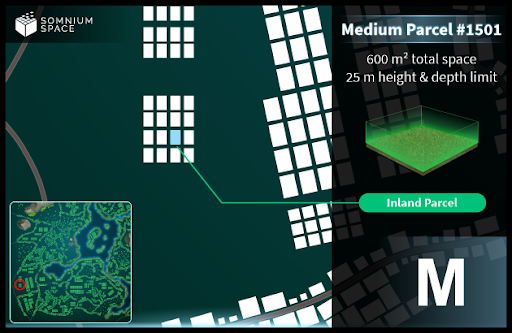 SOMNIUM
SPACE
Medium Parcel #1501
600 m² total space
25 m height & depth limit
Inland Parcel
M